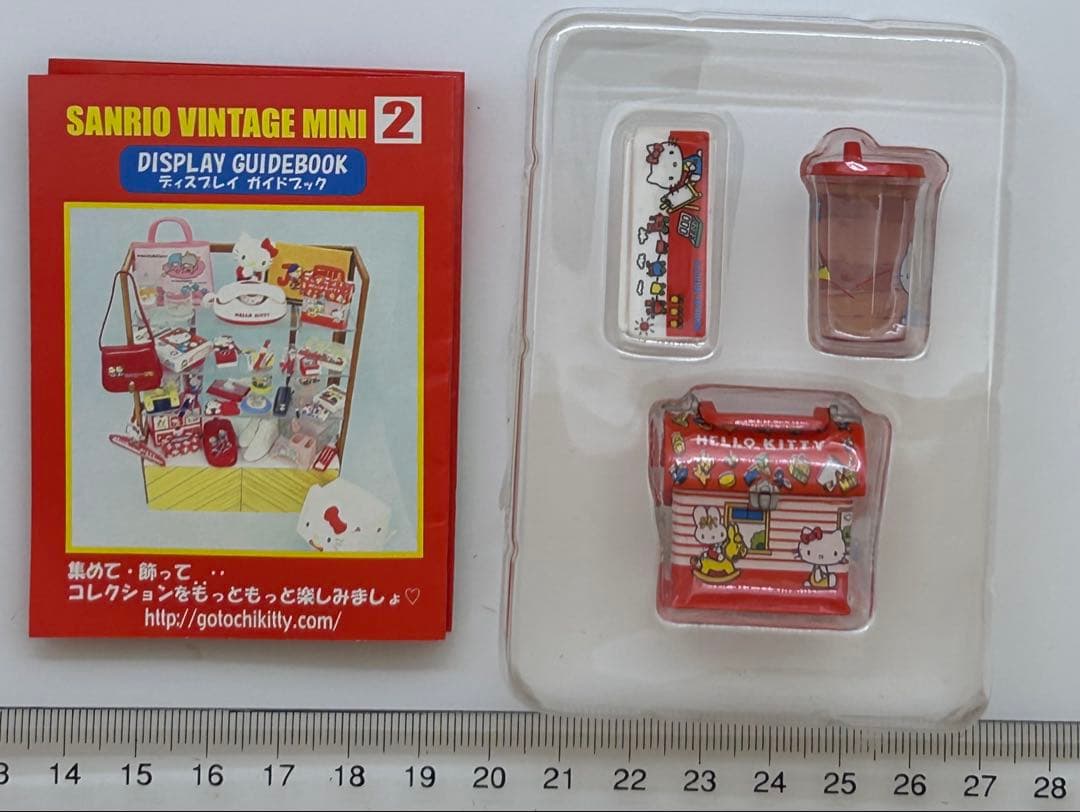 SANRIO VINTAGE MINI 2
DISPLAY GUIDEBOOK
ディスプレイ ガイドブック
HELLO KITTY
集めて・飾って‥‥
コレクションをもっともっと楽しみましょ♡
http://gotochikitty.com/
HELLO KITTY
3 14 15 16 17 18 19 20 21 22 23 24 25 26 27 28